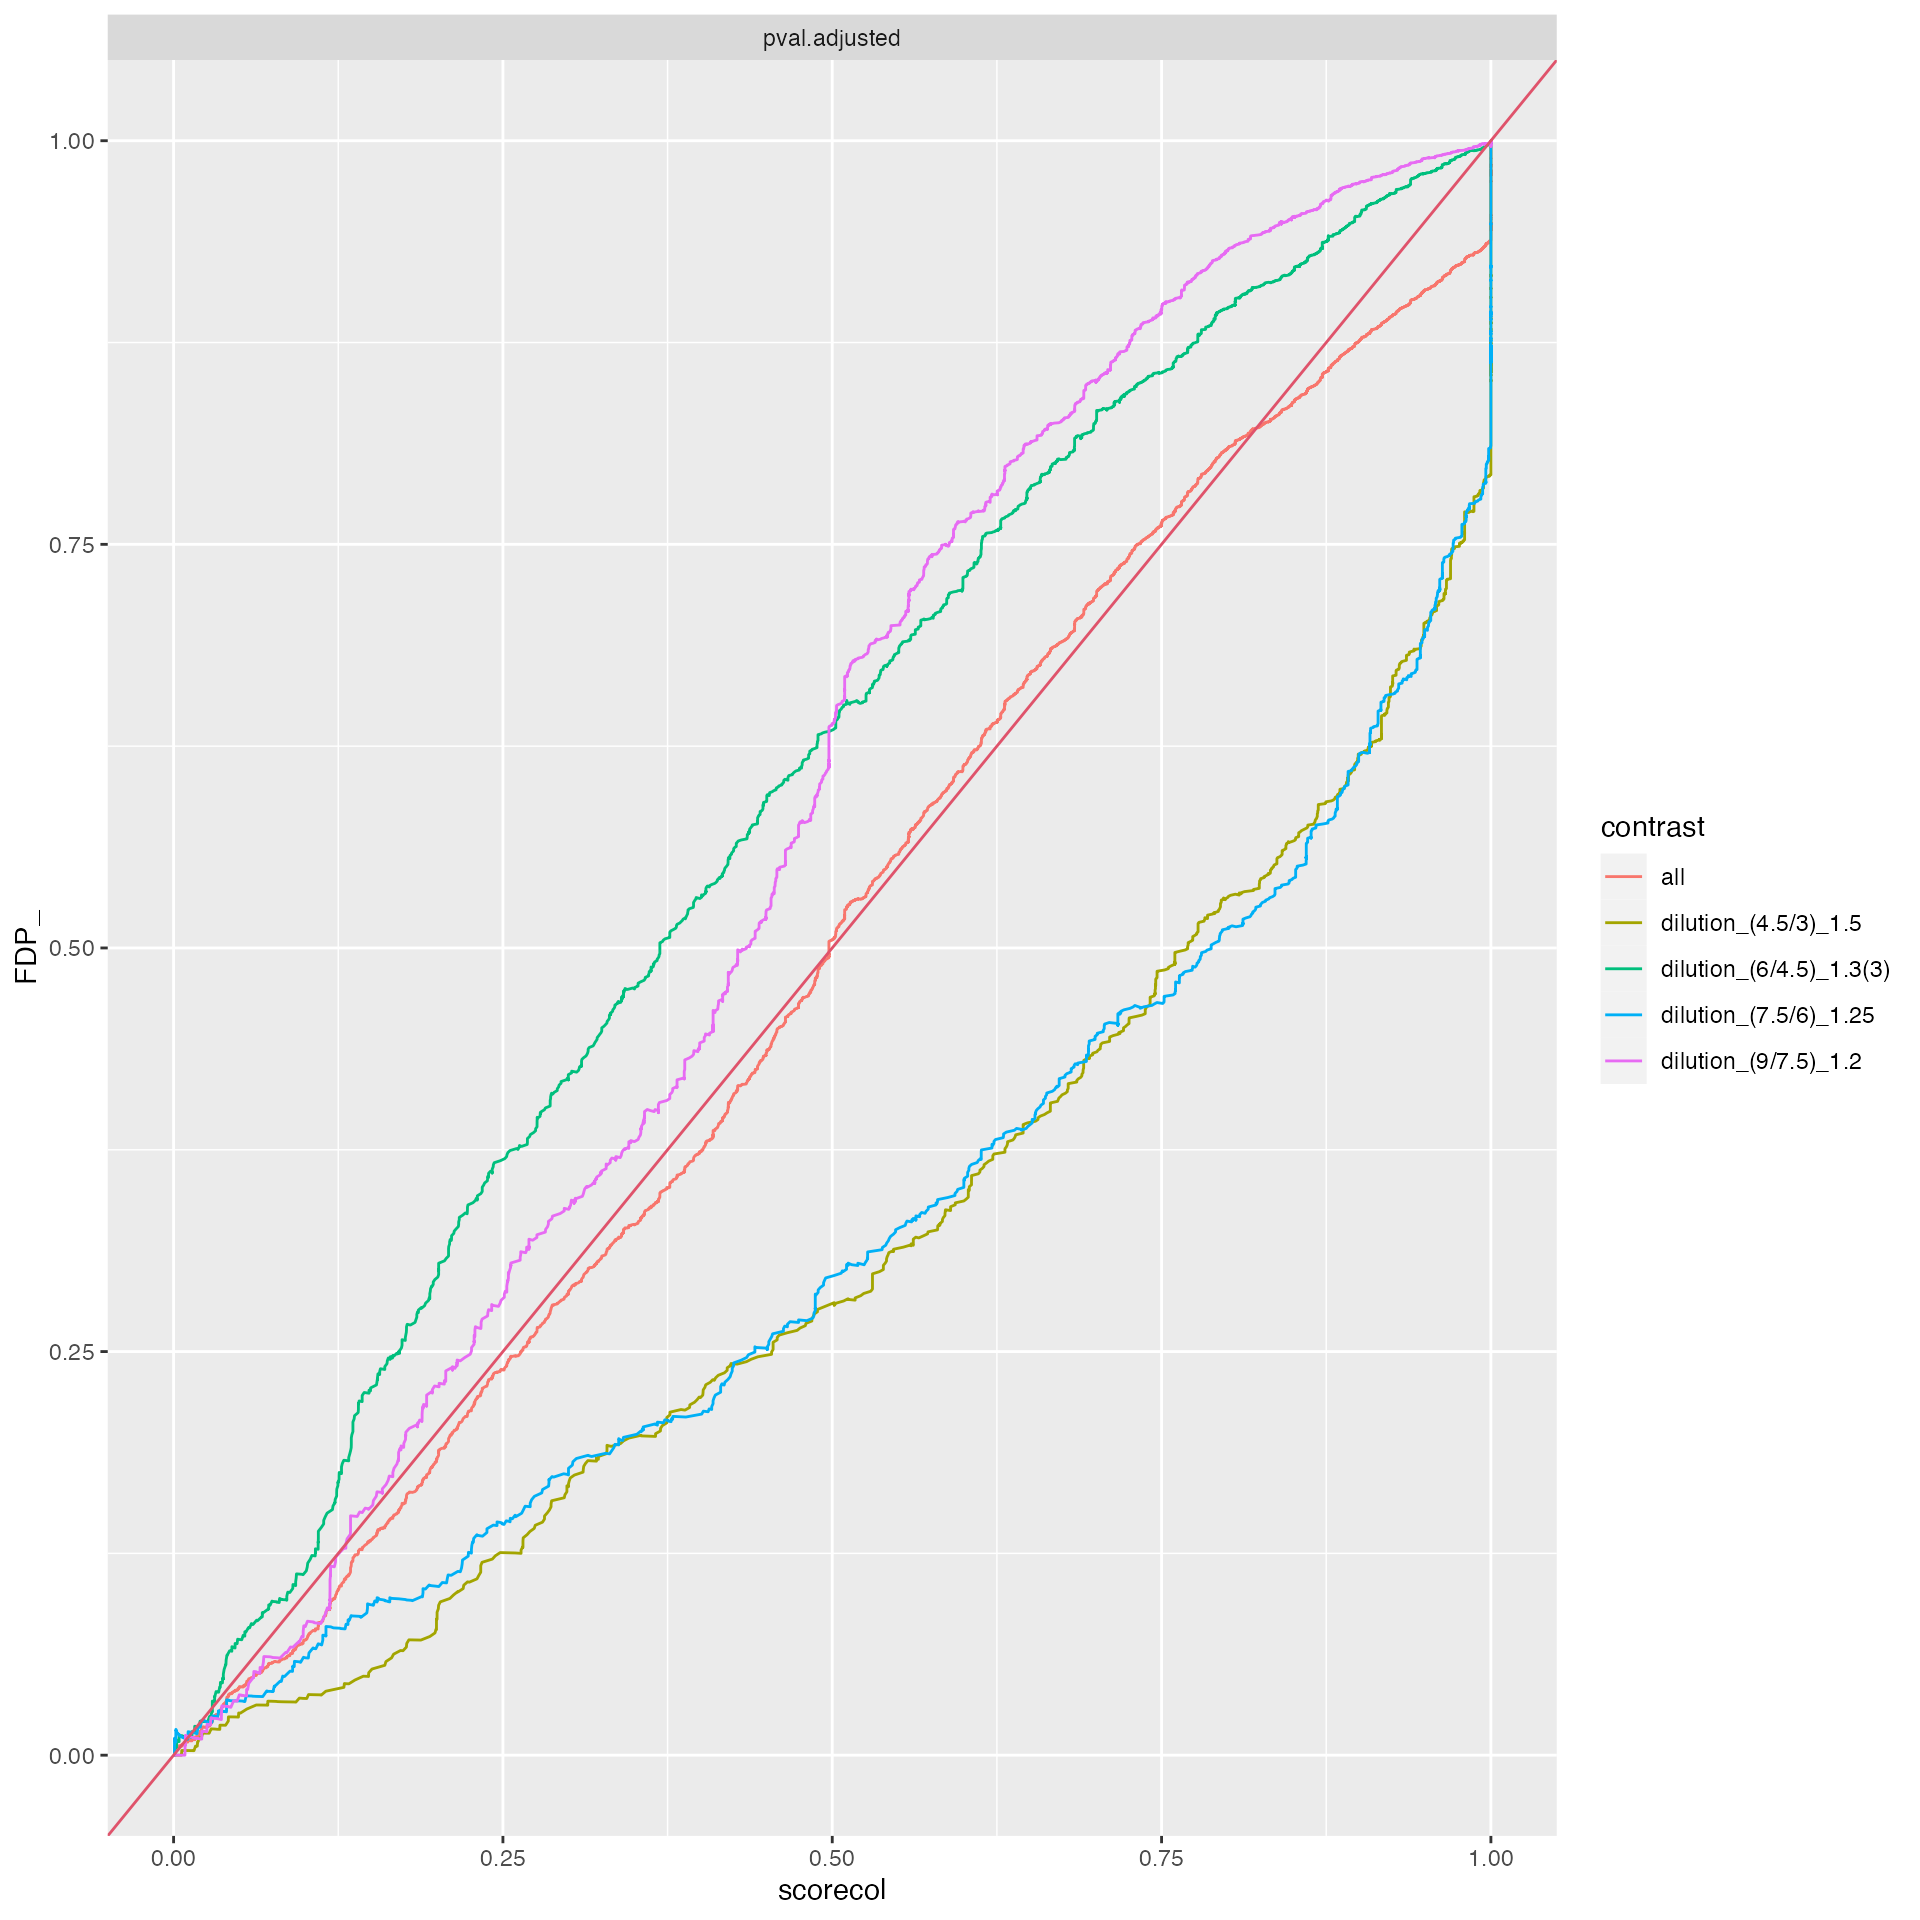 pval.adjusted
1.00
0.75
0.50
0.25
0.00
FDP_
0.00
0.25
0.50
0.75
1.00
scorecol
contrast
all
dilution_(4.5/3)_1.5
dilution_(6/4.5)_1.3(3)
dilution_(7.5/6)_1.25
dilution_(9/7.5)_1.2